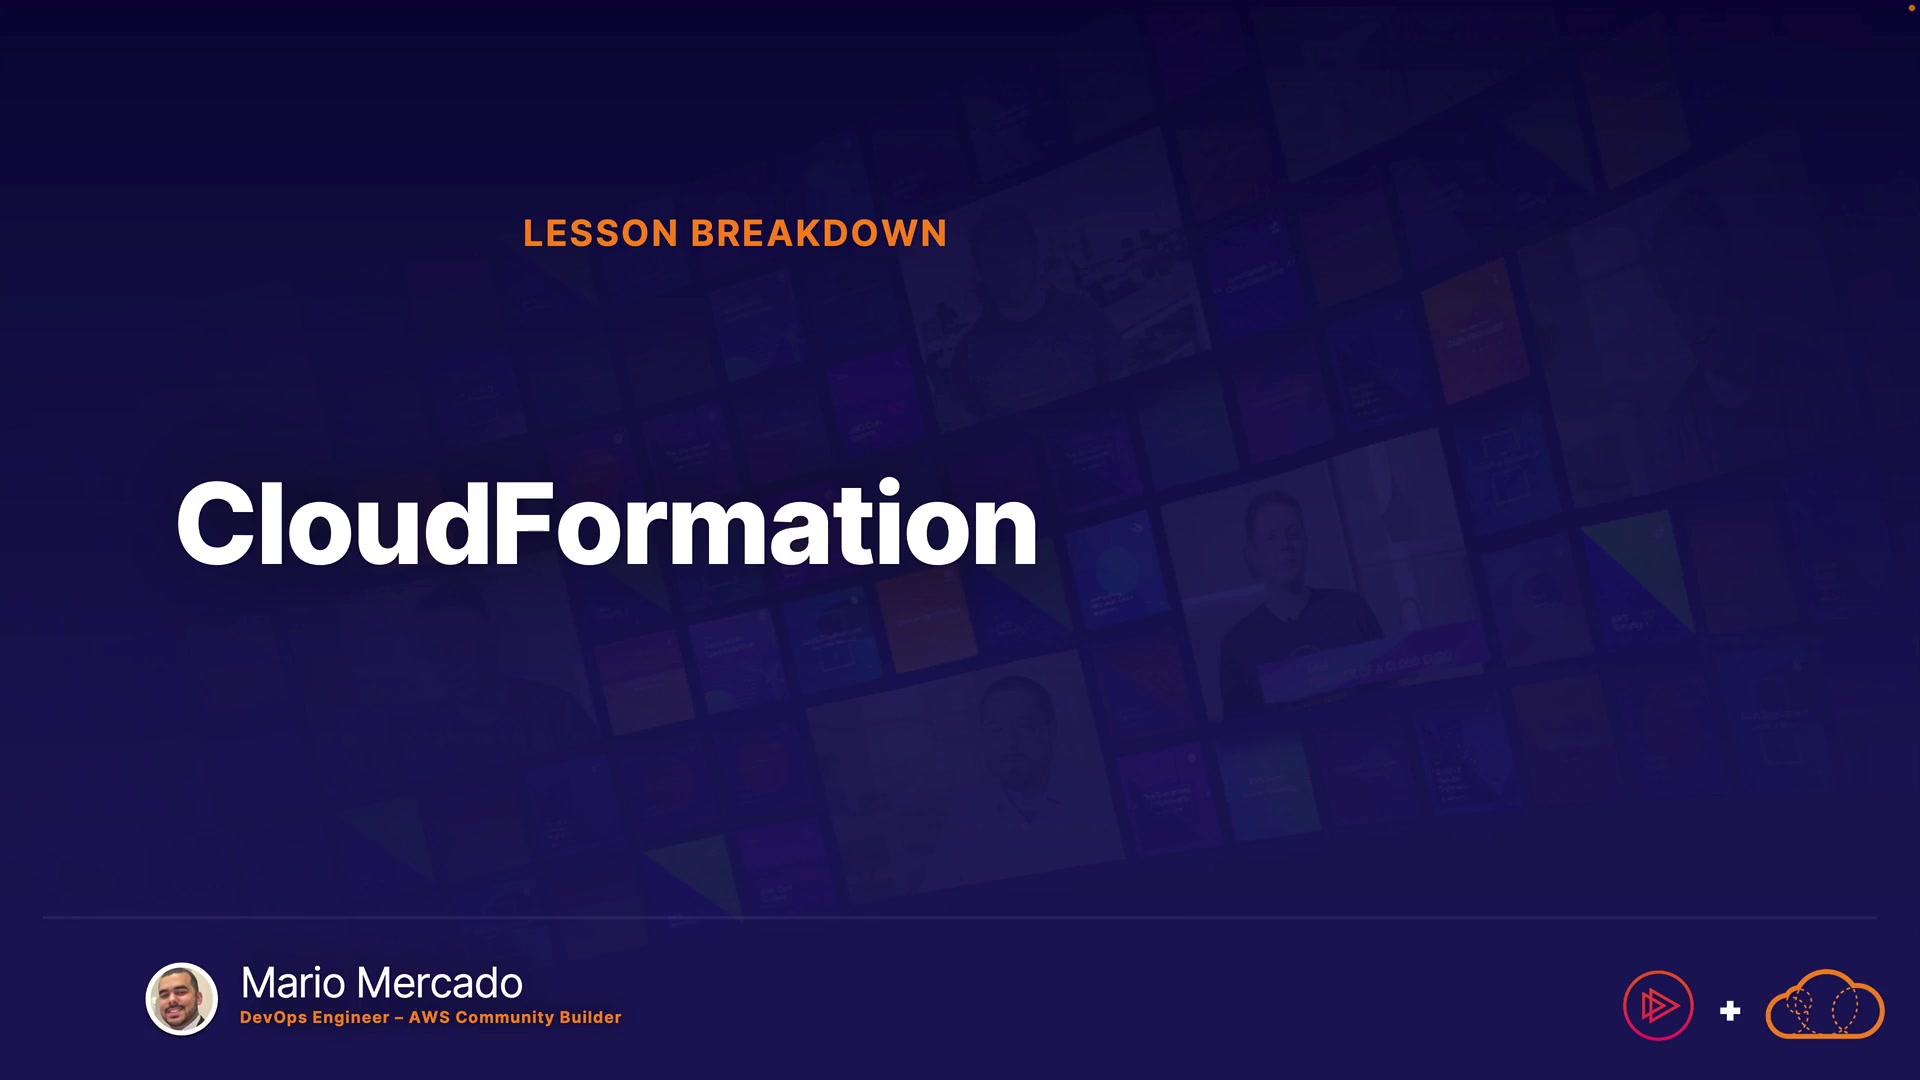 LESSON BREAKDOWN
CloudFormation
Mario Mercado
DevOps Engineer – AWS Community Builder